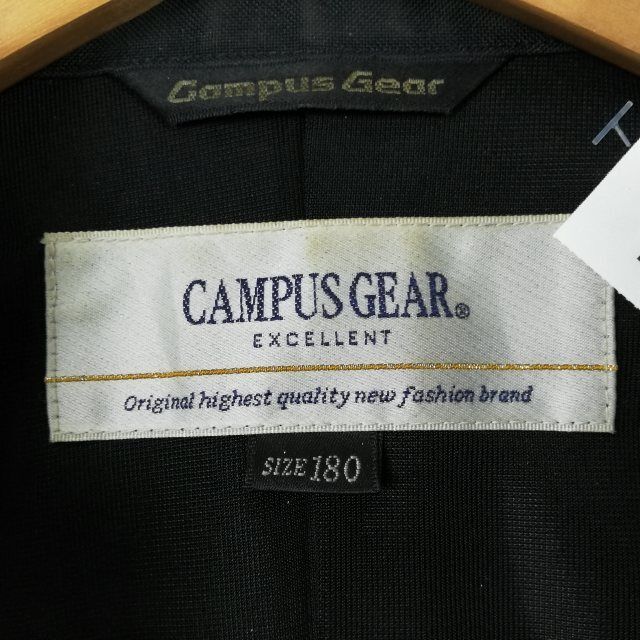 Campus Gear
CAMPUS GEAR®
EXCELLENT
Original highest quality new fashion brand
SIZE 180